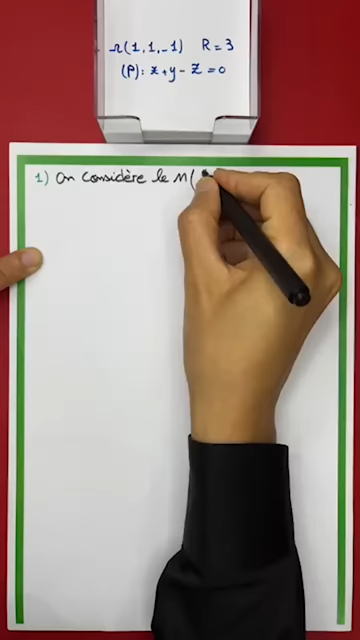 Ω(1,1,-1) R = 3
(P): x+y-z=0
1) On considère le M(